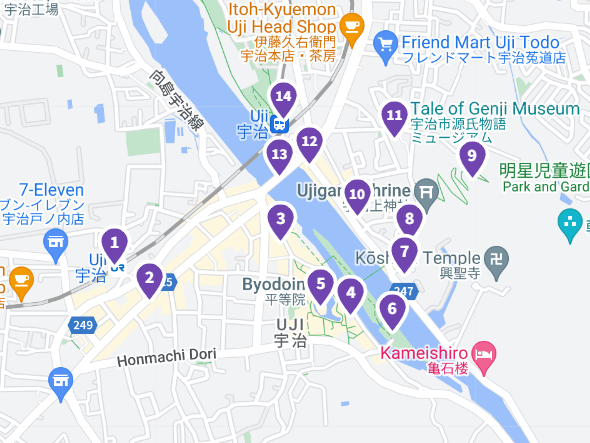 宇治工場
Itoh-Kyuemon
Uji Head Shop
伊藤久右衛門
宇治本店・茶房
Friend Mart Uji Todo
フレンドマート宇治菟道店
向島宇治線
14
Uji
宇治
11
Tale of Genji Museum
宇治市源氏物語
ミュージアム
12
13
9
明星児童遊園
Park and Gard
7-Eleven
ブン-イレブン
宇治戸ノ内店
10
Ujiga
hrine
上神社
3
8
1
Uji
宇治
7
Temple
興聖寺
2
Byodoin
平等院
5
4
247
6
249
UJI
宇治
Honmachi Dori
Kameishiro
亀石楼